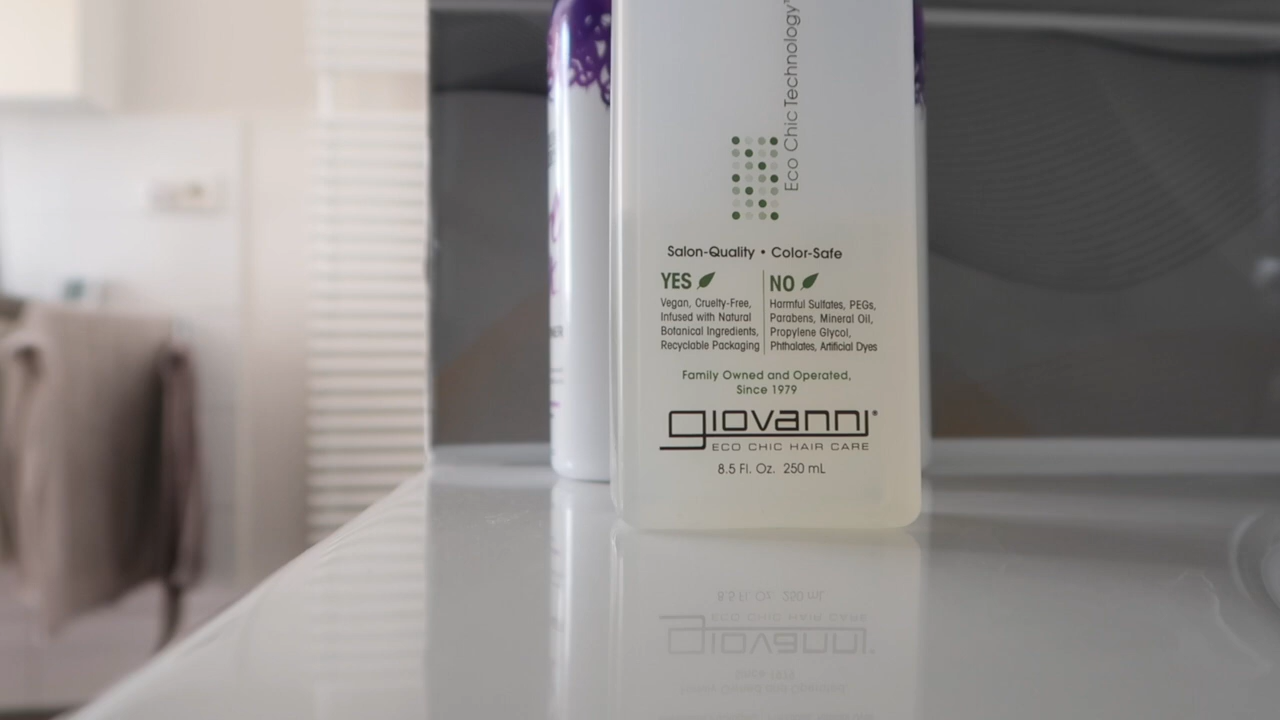 Eco Chic Technology™
Salon-Quality • Color-Safe
YES
Vegan, Cruelty-Free,
Infused with Natural
Botanical Ingredients,
Recyclable Packaging
NO
Harmful Sulfates, PEGs,
Parabens, Mineral Oil,
Propylene Glycol,
Phthalates, Artificial Dyes
Family Owned and Operated,
Since 1979
giovanni®
ECO CHIC HAIR CARE
8.5 Fl. Oz. 250 mL